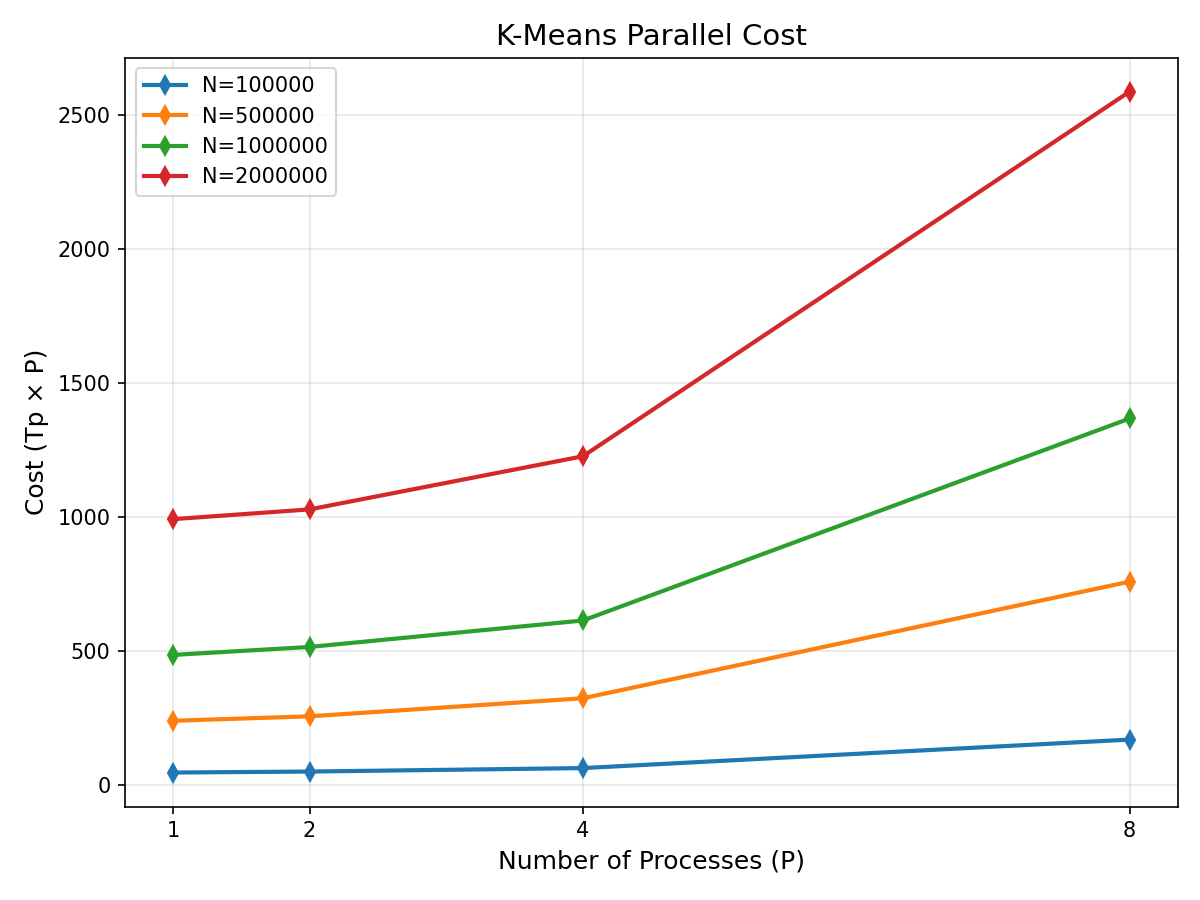 K-Means Parallel Cost
N=100000
N=500000
N=1000000
N=2000000
2500
2000
1500
1000
500
0
Cost (Tp × P)
1 2 4 8
Number of Processes (P)